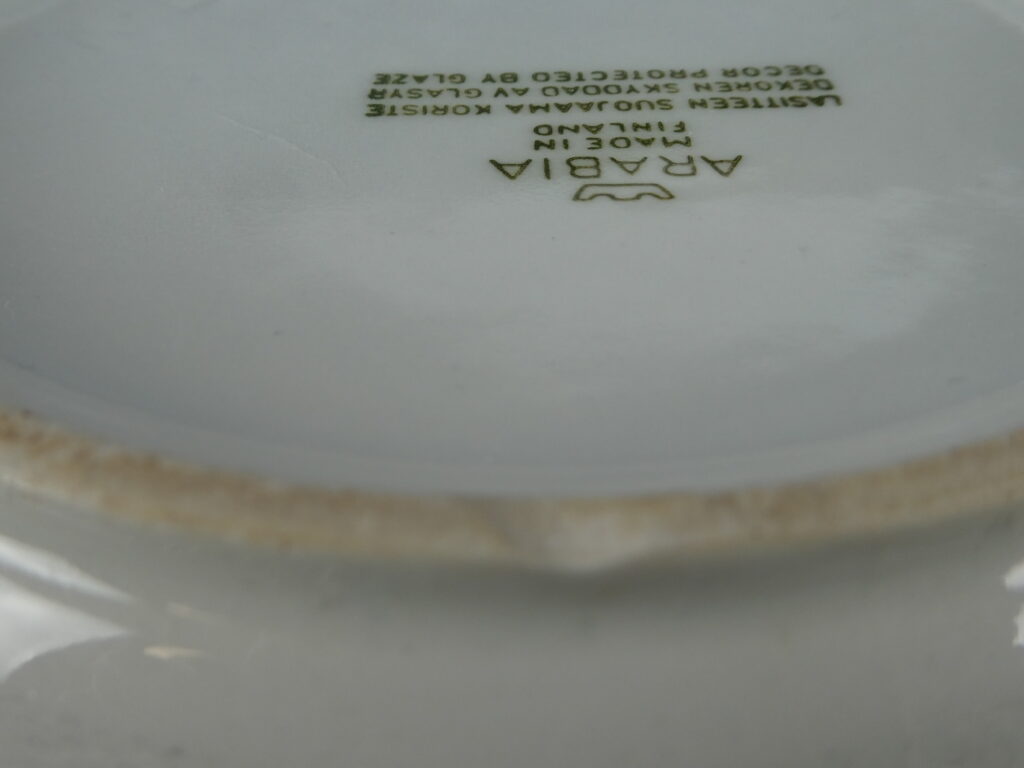 ARABIA
MADE IN
FINLAND
LASITTEEN SUOJAAMA KORISTE
DEKOREN SKYDDAD AV GLASYR
DECOR PROTECTED BY GLAZE